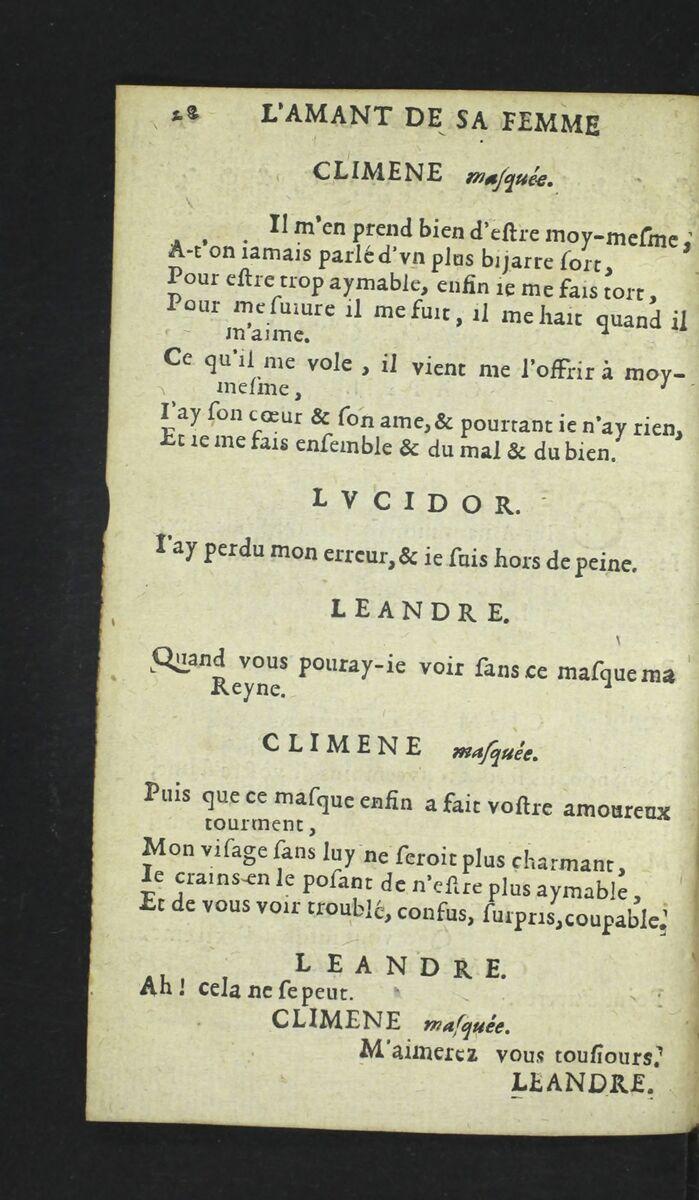 28 L'AMANT DE SA FEMME
CLIMENE maſquée.
Il m'en prend bien d'eſtre moy-meſme,
A-t'on iamais parlé d'vn plus bijarre ſort,
Pour eſtre trop aymable, enfin ie me fais tort,
Pour me ſuiure il me fuit, il me hait quand il
m'aime.
Ce qu'il me vole, il vient me l'offrir à moy-
meſme,
I'ay ſon cœur & ſon ame, & pourtant ie n'ay rien,
Et ie me fais enſemble & du mal & du bien.
LVCIDOR.
I'ay perdu mon erreur, & ie ſuis hors de peine.
LEANDRE.
Quand vous pouray-ie voir ſans ce maſque ma
Reyne.
CLIMENE maſquée.
Puis que ce maſque enfin a fait voſtre amoureux
tourment,
Mon viſage ſans luy ne ſeroit plus charmant,
Ie crains en le poſant de n'eſtre plus aymable,
Et de vous voir troublé, confus, ſurpris, coupable.
LEANDRE.
Ah! cela ne ſe peut.
CLIMENE maſquée.
M'aimerez vous touſiours?
LEANDRE.